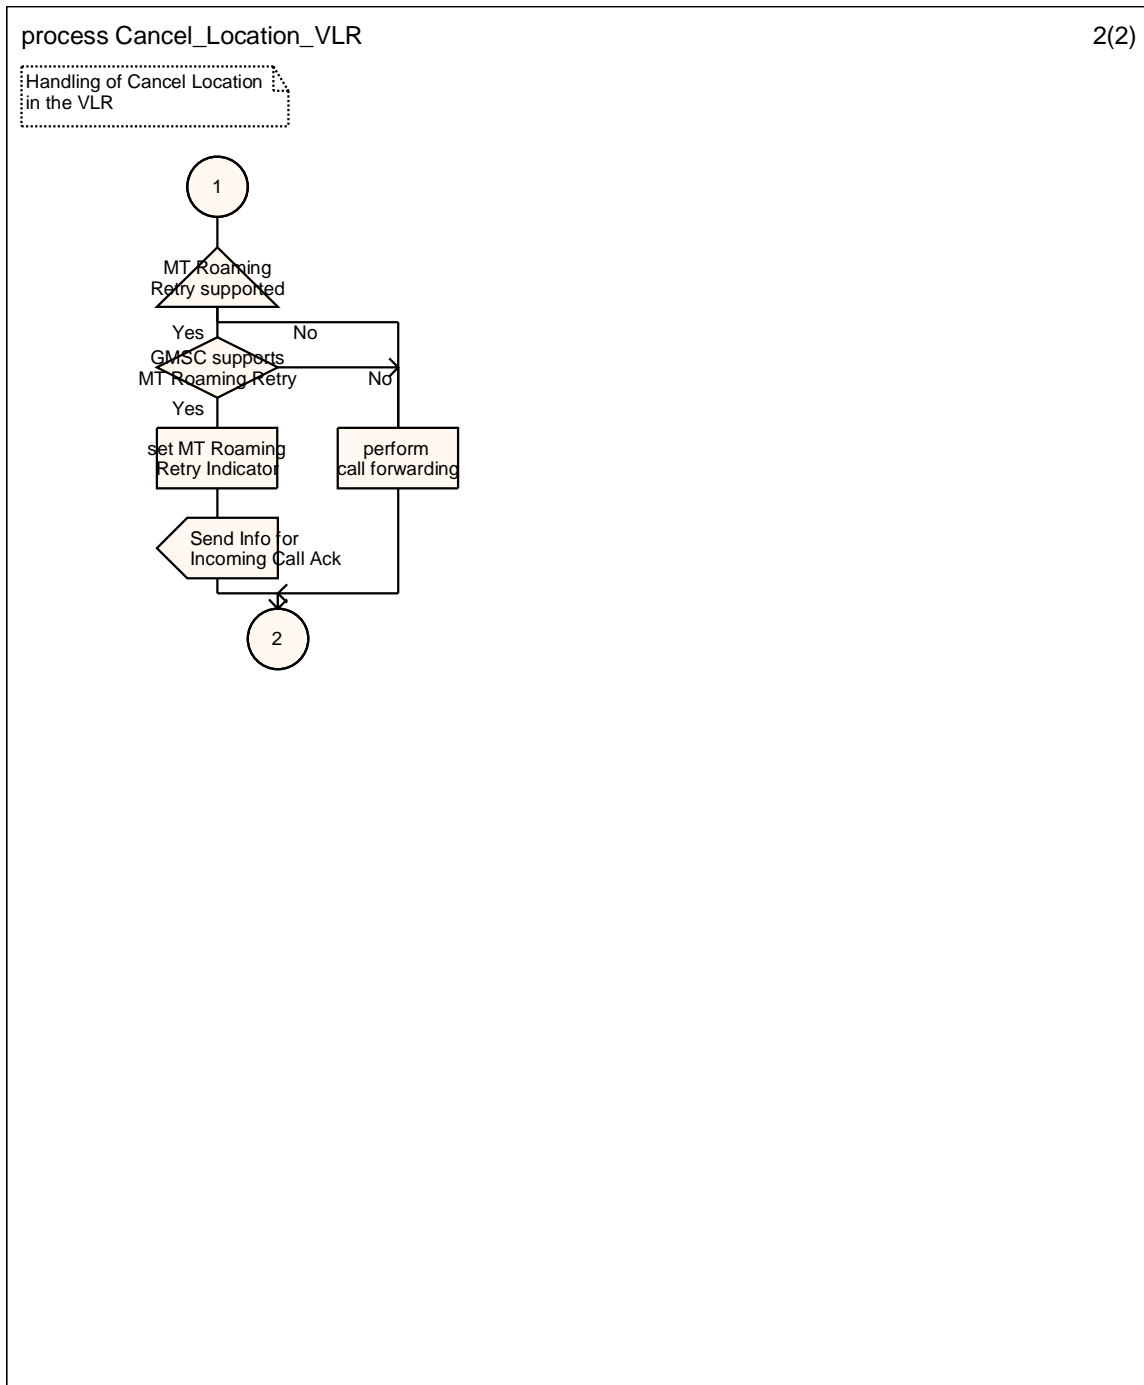 process Cancel_Location_VLR
2(2)
Handling of Cancel Location
in the VLR
1
MT Roaming
Retry supported
Yes
No
GMSC supports
MT Roaming Retry
No
Yes
set MT Roaming
Retry Indicator
perform
call forwarding
Send Info for
Incoming Call Ack
2